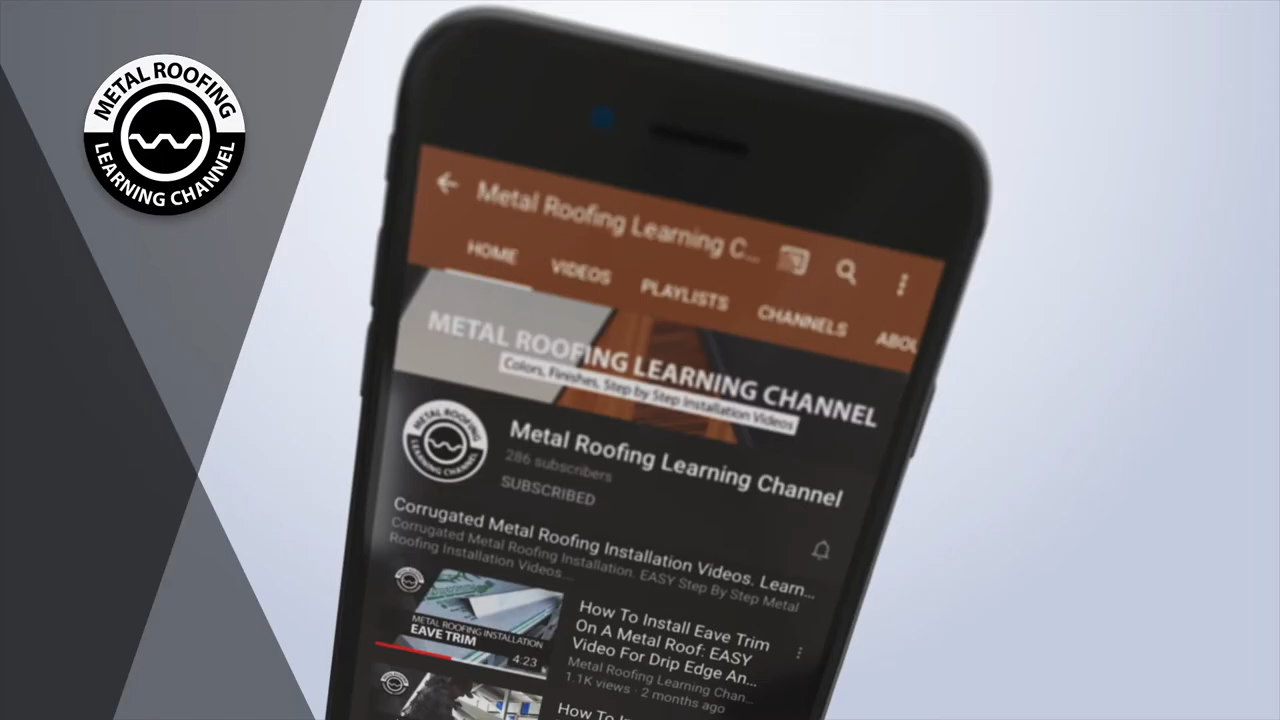 METAL ROOFING
LEARNING CHANNEL
Metal Roofing Learning C...
HOME VIDEOS PLAYLISTS CHANNELS ABOU
METAL ROOFING LEARNING CHANNEL
Colors, Finishes, Step by Step Installation Videos
METAL ROOFING
LEARNING CHANNEL
Metal Roofing Learning Channel
286 subscribers
SUBSCRIBED
Corrugated Metal Roofing Installation Videos. Learn...
Corrugated Metal Roofing Installation. EASY Step By Step Metal
Roofing Installation Videos...
METAL ROOFING INSTALLATION
EAVE TRIM
4:23
How To Install Eave Trim
On A Metal Roof: EASY
Video For Drip Edge An...
Metal Roofing Learning Chan...
1.1K views · 2 months ago
How To